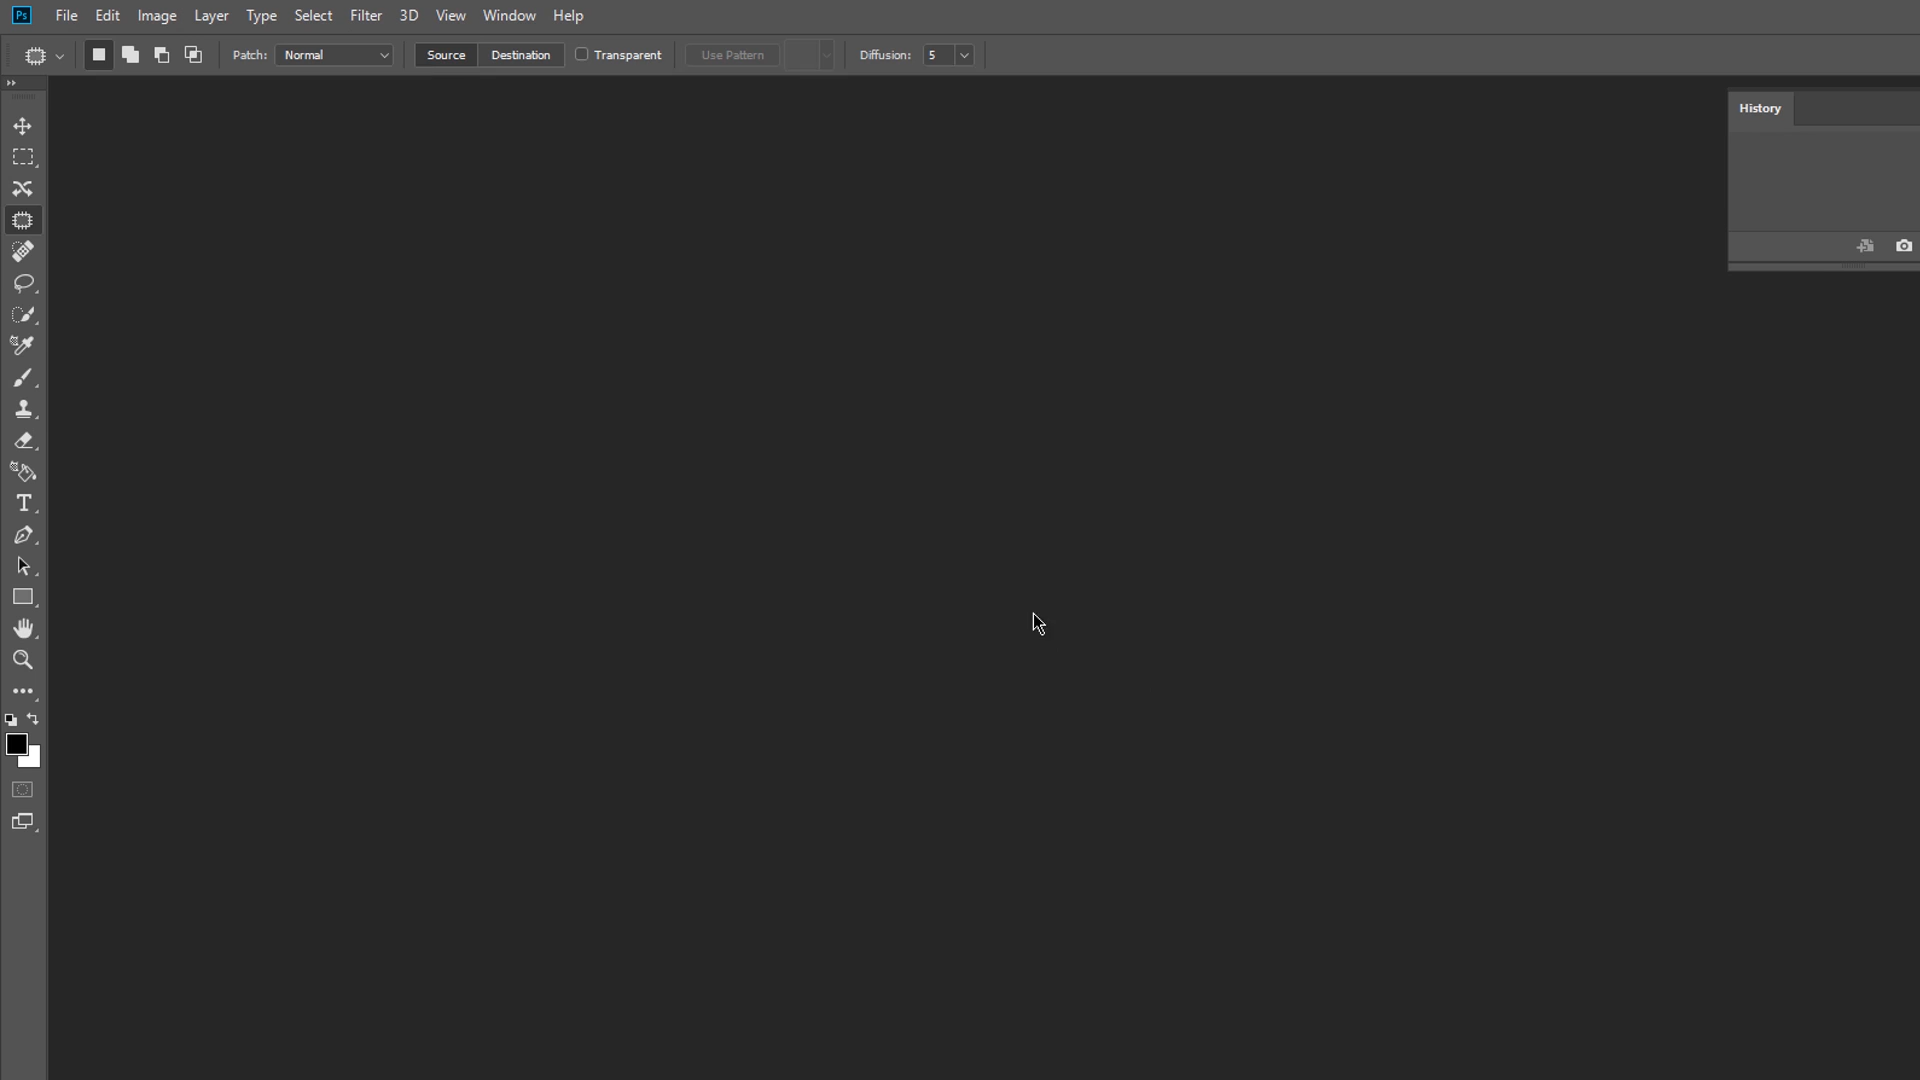 Ps File Edit Image Layer Type Select Filter 3D View Window Help
Patch: Normal Source Destination Transparent Use Pattern Diffusion: 5
History